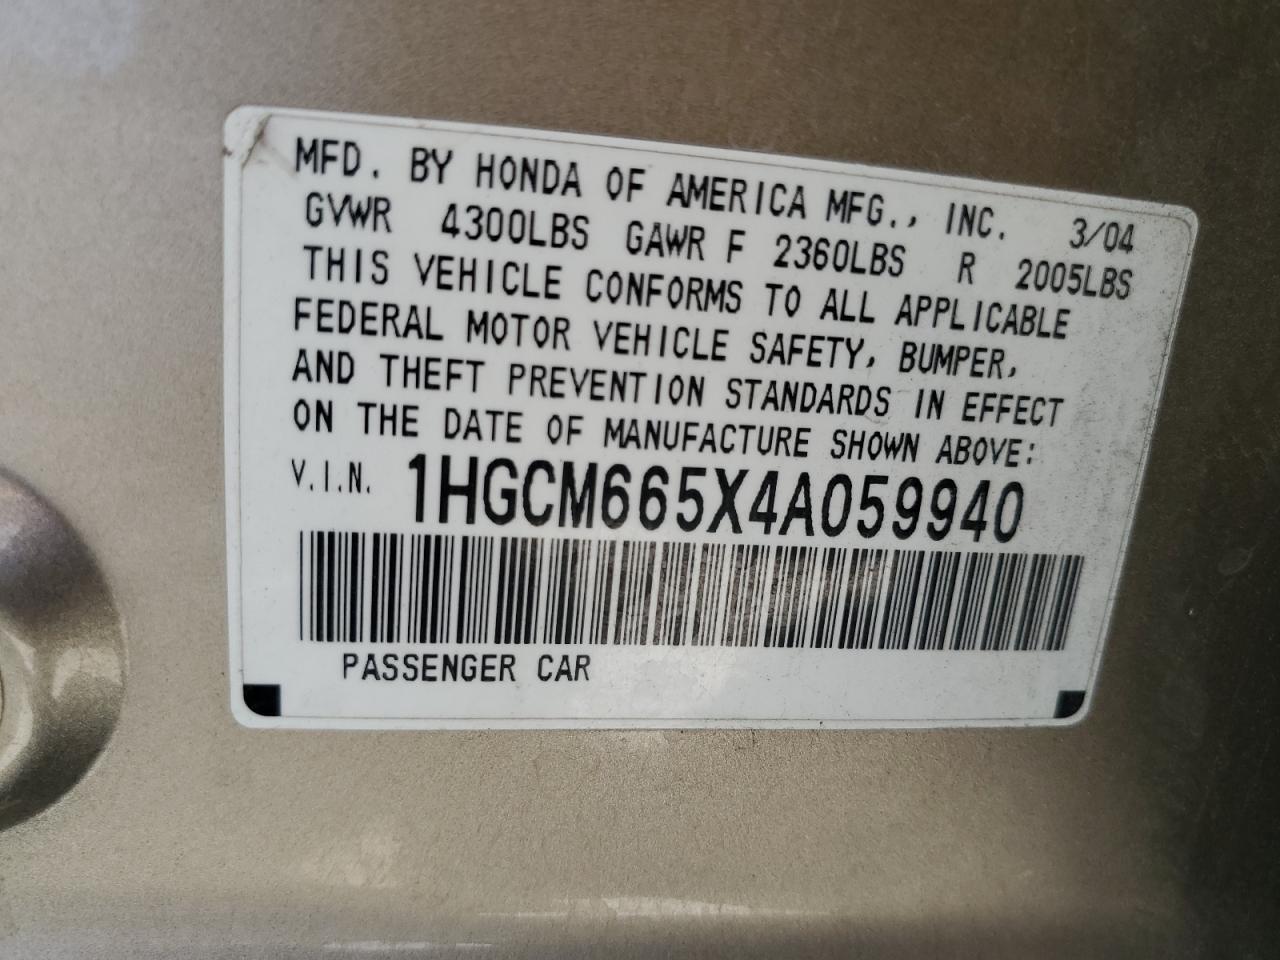 MFD. BY HONDA OF AMERICA MFG., INC. 3/04
GVWR 4300LBS GAWR F 2360LBS R 2005LBS
THIS VEHICLE CONFORMS TO ALL APPLICABLE
FEDERAL MOTOR VEHICLE SAFETY, BUMPER,
AND THEFT PREVENTION STANDARDS IN EFFECT
ON THE DATE OF MANUFACTURE SHOWN ABOVE:
V.I.N. 1HGCM665X4A059940
PASSENGER CAR